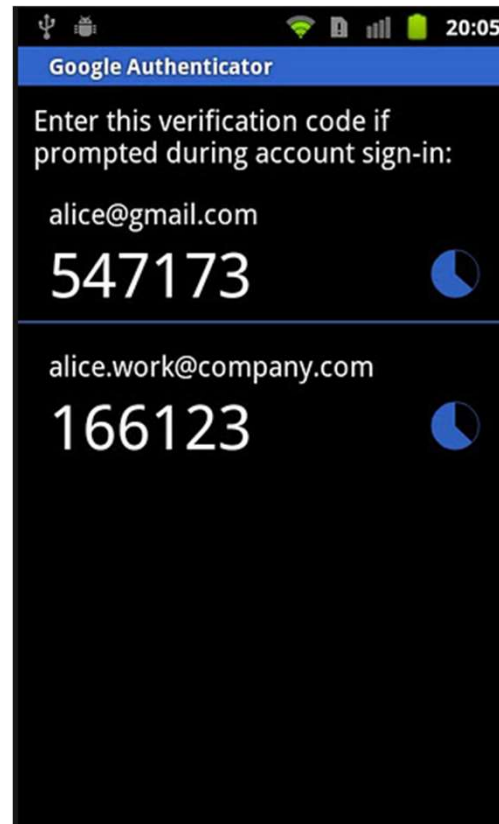 20:05
Google Authenticator
Enter this verification code if
prompted during account sign-in:
alice@gmail.com
547173
alice.work@company.com
166123